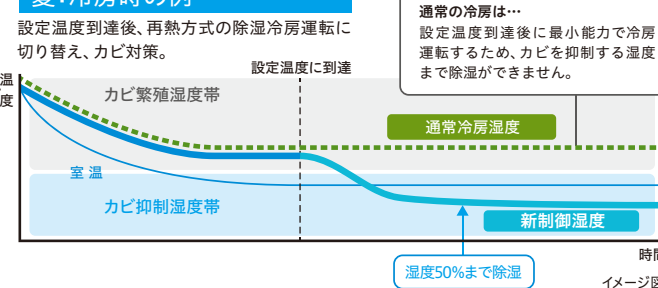 夏:冷房時の例
設定温度到達後、再熱方式の除湿冷房運転に
切り替え、カビ対策。
通常の冷房は…
設定温度到達後に最小能力で冷房
運転するため、カビを抑制する湿度
まで除湿ができません。
設定温度に到達
温
度
カビ繁殖湿度帯
通常冷房湿度
室温
カビ抑制湿度帯
新制御湿度
時間
湿度50%まで除湿
イメージ図